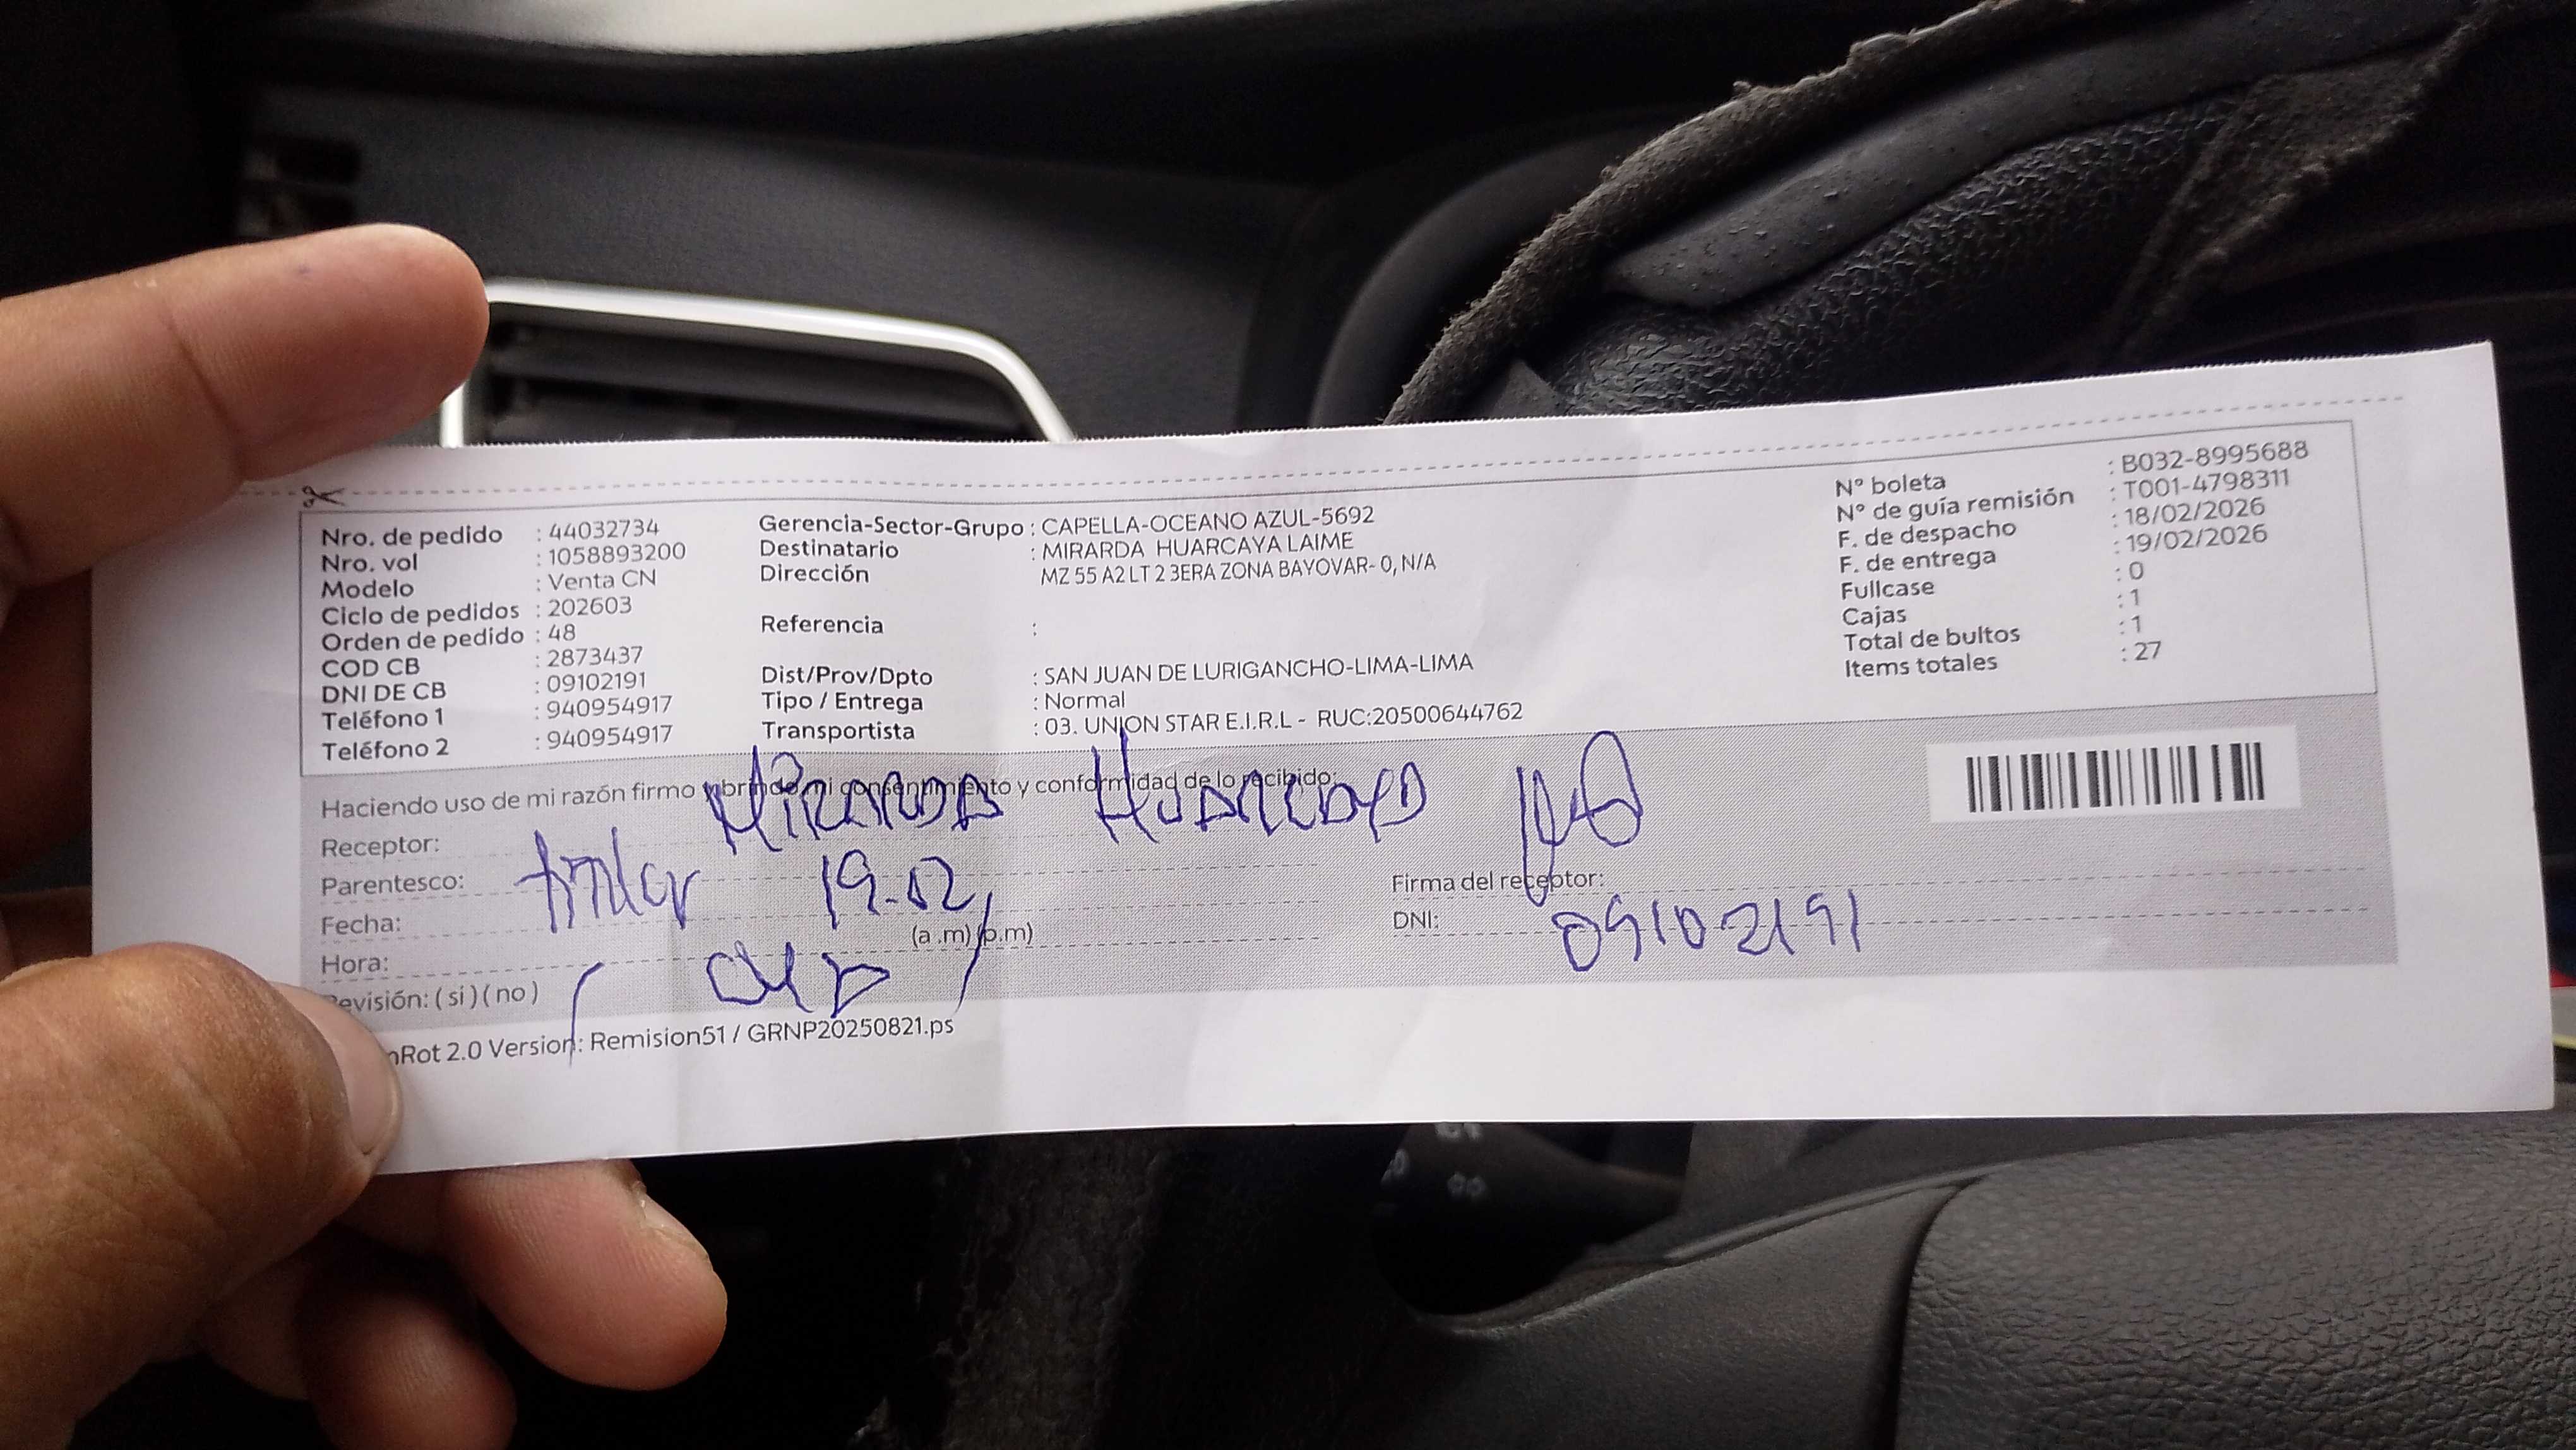 Nro. de pedido : 44032734
Nro. vol : 1058893200
Modelo : Venta CN
Ciclo de pedidos : 202603
Orden de pedido : 48
COD CB : 2873437
DNI DE CB : 09102191
Teléfono 1 : 940954917
Teléfono 2 : 940954917
Gerencia-Sector-Grupo : CAPELLA-OCEANO AZUL-5692
Destinatario : MIRARDA HUARCAYA LAIME
Dirección MZ 55 A2 LT 2 3ERA ZONA BAYOVAR- 0, N/A
Referencia :
Dist/Prov/Dpto : SAN JUAN DE LURIGANCHO-LIMA-LIMA
Tipo / Entrega : Normal
Transportista : 03. UNION STAR E.I.R.L - RUC:20500644762
N° boleta : B032-8995688
N° de guía remisión : T001-4798311
F. de despacho : 18/02/2026
F. de entrega : 19/02/2026
Fullcase : 0
Cajas : 1
Total de bultos : 1
Items totales : 27
Haciendo uso de mi razón firmo y brindo mi consentimiento y conformidad de lo recibido:
Receptor: MIRANDA HUARCAYA
Parentesco: titular 19-02
Fecha:
(a .m) (p.m)
Hora:
Revisión: ( si ) ( no )
Firma del receptor:
DNI: 09102191
nRot 2.0 Version: Remision51 / GRNP20250821.ps